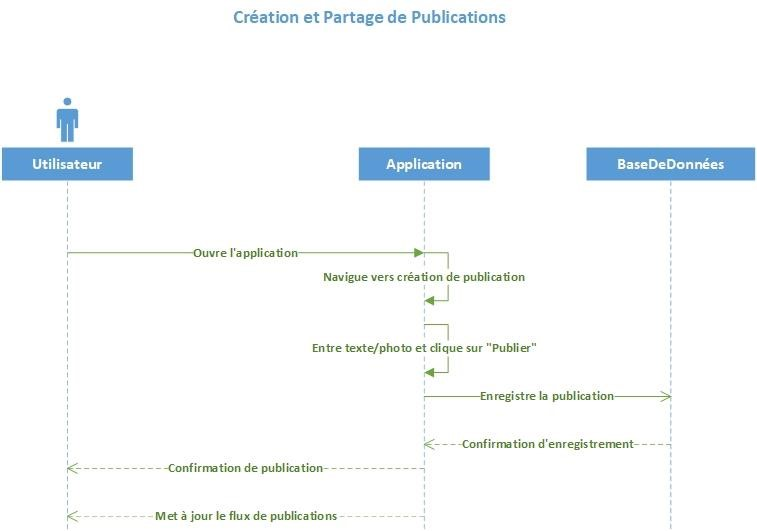 Création et Partage de Publications
Utilisateur
Application
BaseDeDonnées
Ouvre l'application
Navigue vers création de publication
Entre texte/photo et clique sur "Publier"
Enregistre la publication
Confirmation d'enregistrement
Confirmation de publication
Met à jour le flux de publications